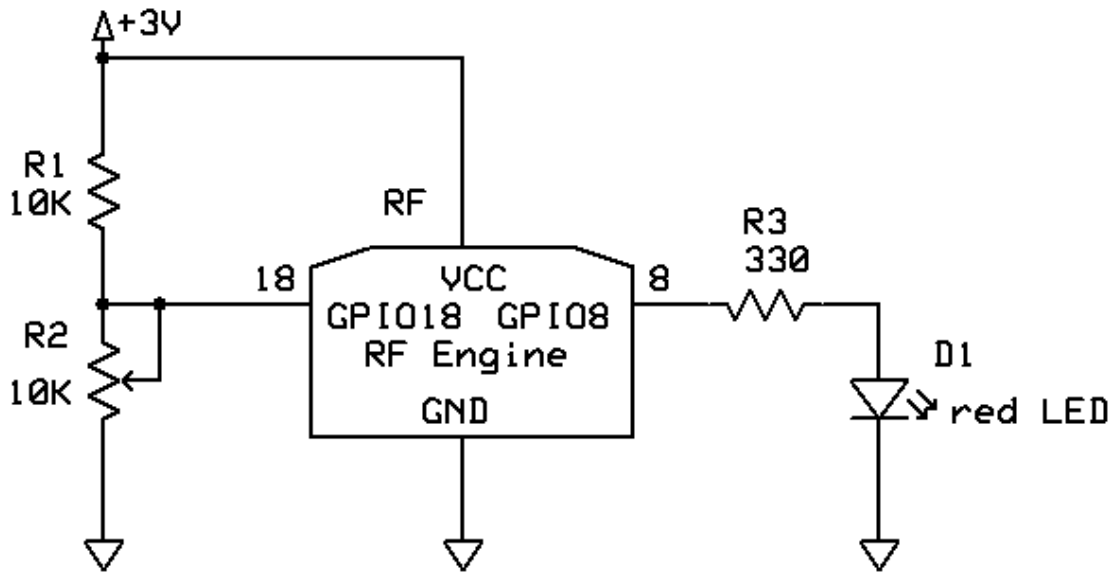 +3V
R1
10K
RF
R3
330
18
VCC
8
GPIO18 GPIO8
RF Engine
R2
10K
GND
D1
red LED